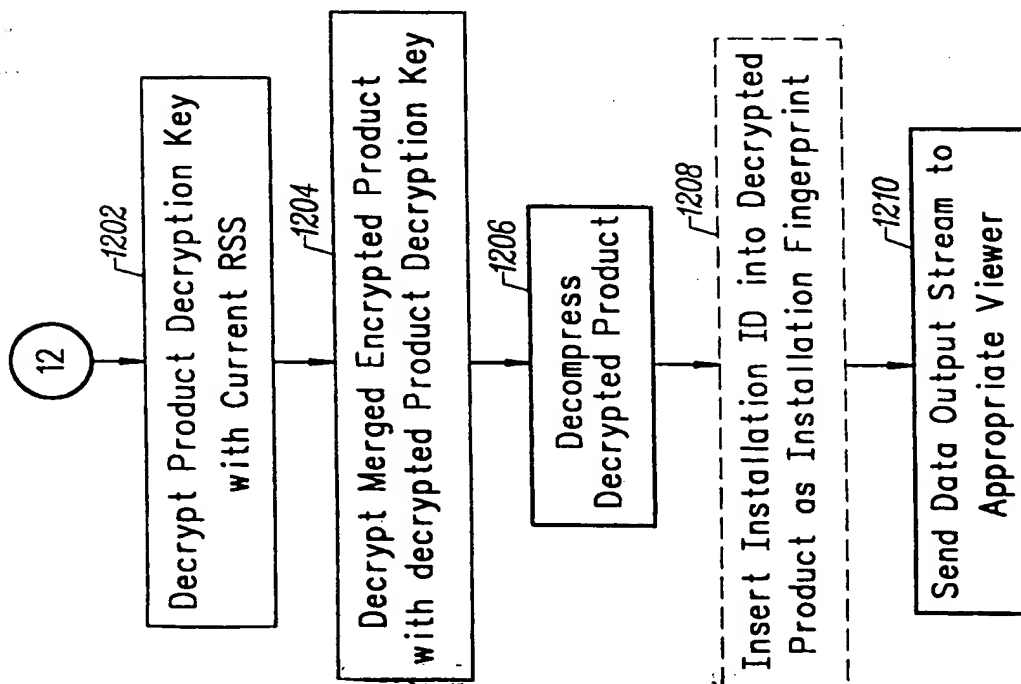 12
1202
Decrypt Product Decryption Key
with Current RSS
1204
Decrypt Merged Encrypted Product
with decrypted Product Decryption Key
1206
Decompress
Decrypted Product
1208
Insert Installation ID into Decrypted
Product as Installation Fingerprint
1210
Send Data Output Stream to
Appropriate Viewer